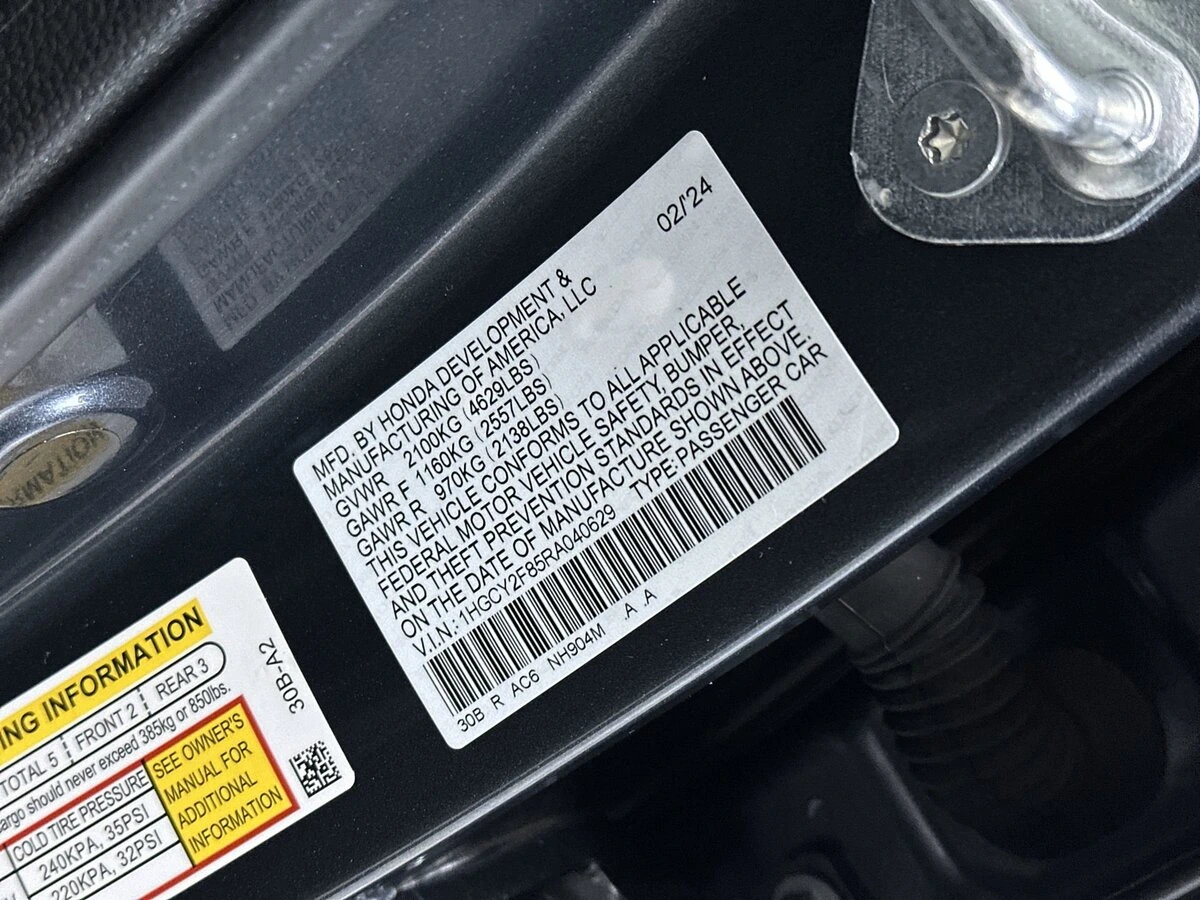 02/'24
MFD. BY HONDA DEVELOPMENT &
MANUFACTURING OF AMERICA, LLC
GVWR 2100KG (4629LBS)
GAWR F 1160KG (2557LBS)
GAWR R 970KG (2138LBS)
THIS VEHICLE CONFORMS TO ALL APPLICABLE
FEDERAL MOTOR VEHICLE SAFETY, BUMPER,
AND THEFT PREVENTION STANDARDS IN EFFECT
ON THE DATE OF MANUFACTURE SHOWN ABOVE.
V.I.N.: 1HGCY2F85RA040629 TYPE:PASSENGER CAR
30B R AC6 NH904M .A .A
INFORMATION
TOTAL 5 FRONT 2 REAR 3
should never exceed 385kg or 850lbs.
COLD TIRE PRESSURE
240KPA, 35PSI
220KPA, 32PSI
SEE OWNER'S
MANUAL FOR
ADDITIONAL
INFORMATION
30B-A2